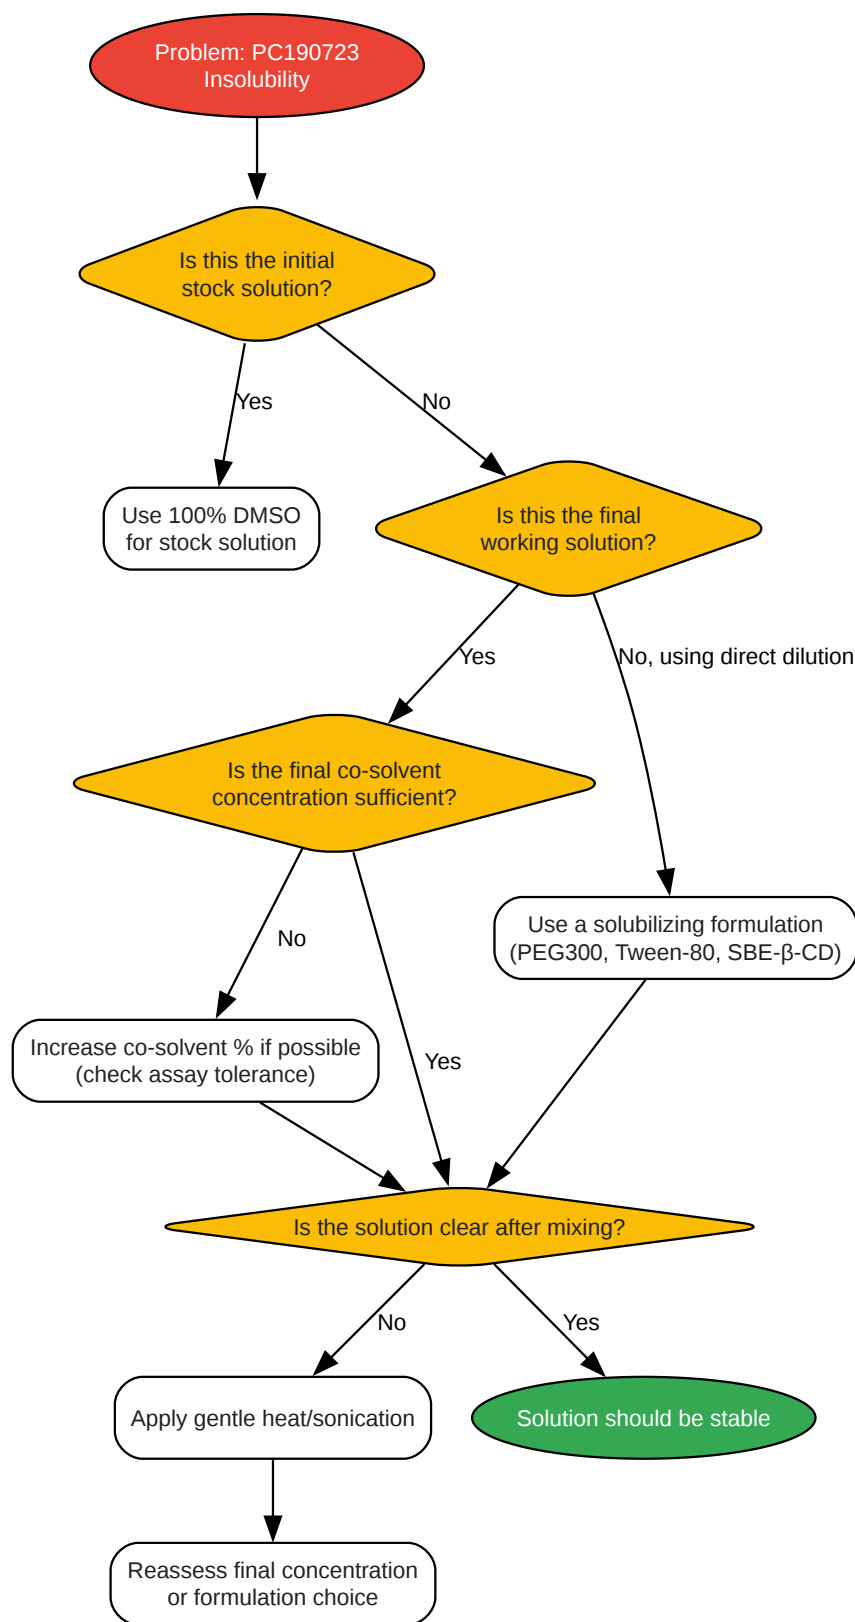 Problem: PC190723
Insolubility
Is this the initial
stock solution?
Yes
No
Use 100% DMSO
for stock solution
Is this the final
working solution?
Yes
No, using direct dilution
Is the final co-solvent
concentration sufficient?
Use a solubilizing formulation
(PEG300, Tween-80, SBE-β-CD)
No
Increase co-solvent % if possible
(check assay tolerance)
Yes
Is the solution clear after mixing?
No
Yes
Apply gentle heat/sonication
Solution should be stable
Reassess final concentration
or formulation choice